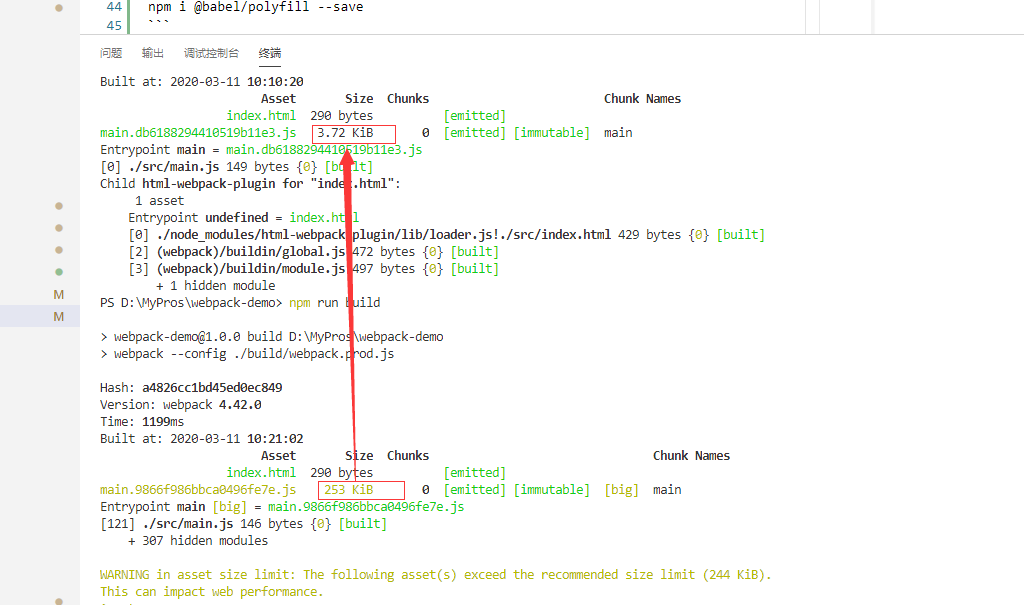 44 npm i @babel/polyfill --save
45 ```
问题 输出 调试控制台 终端
Built at: 2020-03-11 10:10:20
Asset Size Chunks Chunk Names
index.html 290 bytes [emitted]
main.db6188294410519b11e3.js 3.72 KiB 0 [emitted] [immutable] main
Entrypoint main = main.db6188294410519b11e3.js
[0] ./src/main.js 149 bytes {0} [built]
Child html-webpack-plugin for "index.html":
1 asset
Entrypoint undefined = index.html
[0] ./node_modules/html-webpack-plugin/lib/loader.js!./src/index.html 429 bytes {0} [built]
[2] (webpack)/buildin/global.js 472 bytes {0} [built]
[3] (webpack)/buildin/module.js 497 bytes {0} [built]
+ 1 hidden module
PS D:\MyPros\webpack-demo> npm run build
> webpack-demo@1.0.0 build D:\MyPros\webpack-demo
> webpack --config ./build/webpack.prod.js
Hash: a4826cc1bd45ed0ec849
Version: webpack 4.42.0
Time: 1199ms
Built at: 2020-03-11 10:21:02
Asset Size Chunks Chunk Names
index.html 290 bytes [emitted]
main.9866f986bbca0496fe7e.js 253 KiB 0 [emitted] [immutable] [big] main
Entrypoint main [big] = main.9866f986bbca0496fe7e.js
[121] ./src/main.js 146 bytes {0} [built]
+ 307 hidden modules
WARNING in asset size limit: The following asset(s) exceed the recommended size limit (244 KiB).
This can impact web performance.
M
M